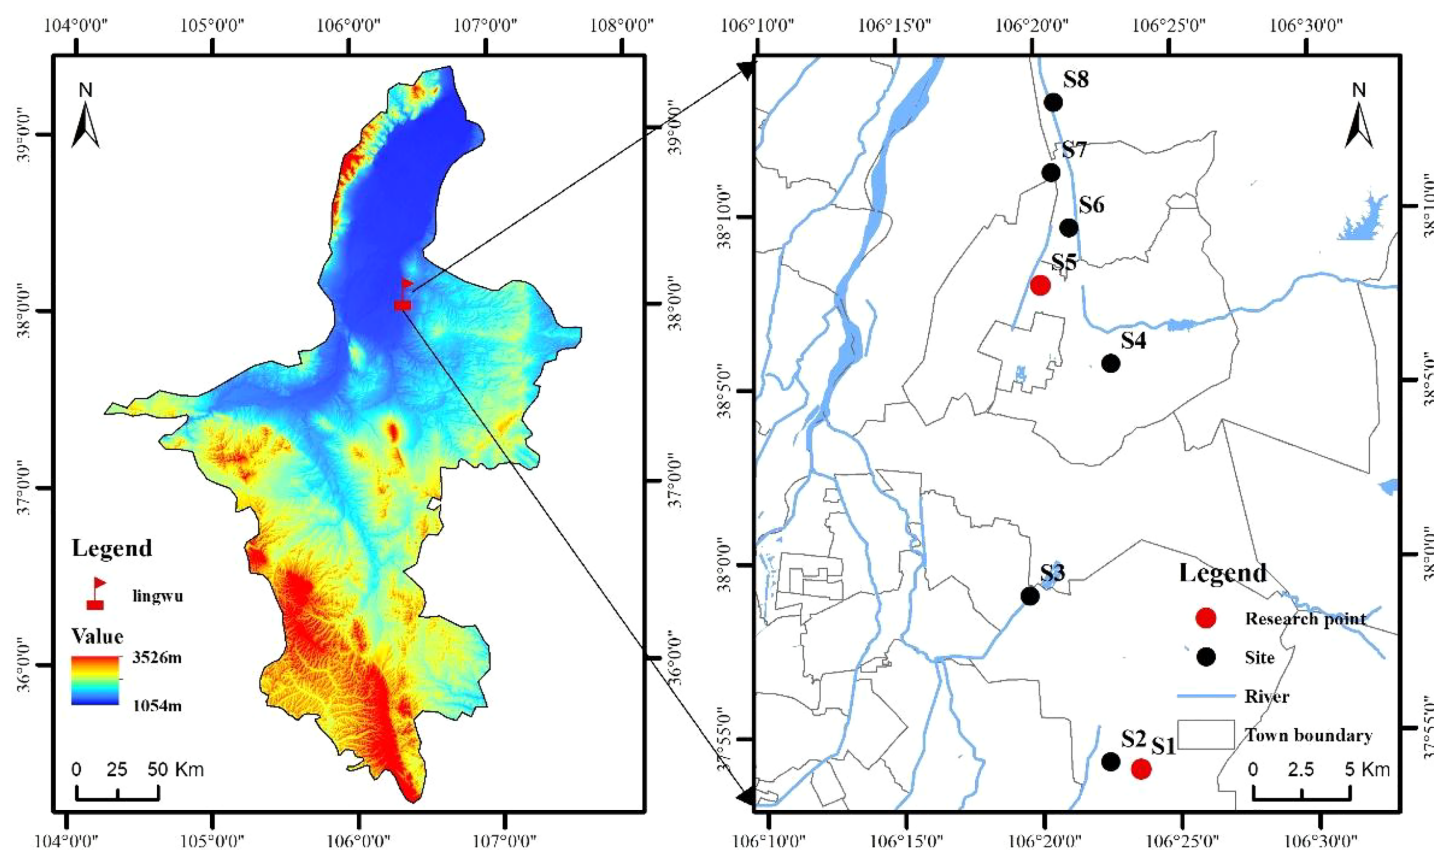 104°0'0"
105°0'0"
106°0'0"
107°0'0"
108°0'0"
106°10'0"
106°15'0"
106°20'0"
106°25'0"
106°30'0"
N
N
39°0'0"
38°0'0"
37°0'0"
36°0'0"
39°0'0"
38°0'0"
37°0'0"
36°0'0"
38°10'0"
38°5'0"
38°0'0"
37°55'0"
38°10'0"
38°5'0"
38°0'0"
37°55'0"
S8
S7
S6
S5
S4
S3
S2
S1
Legend
lingwu
Value
3526m
1054m
0 25 50 Km
Legend
Research point
Site
River
Town boundary
0 2.5 5 Km
104°0'0"
105°0'0"
106°0'0"
107°0'0"
106°10'0"
106°15'0"
106°20'0"
106°25'0"
106°30'0"